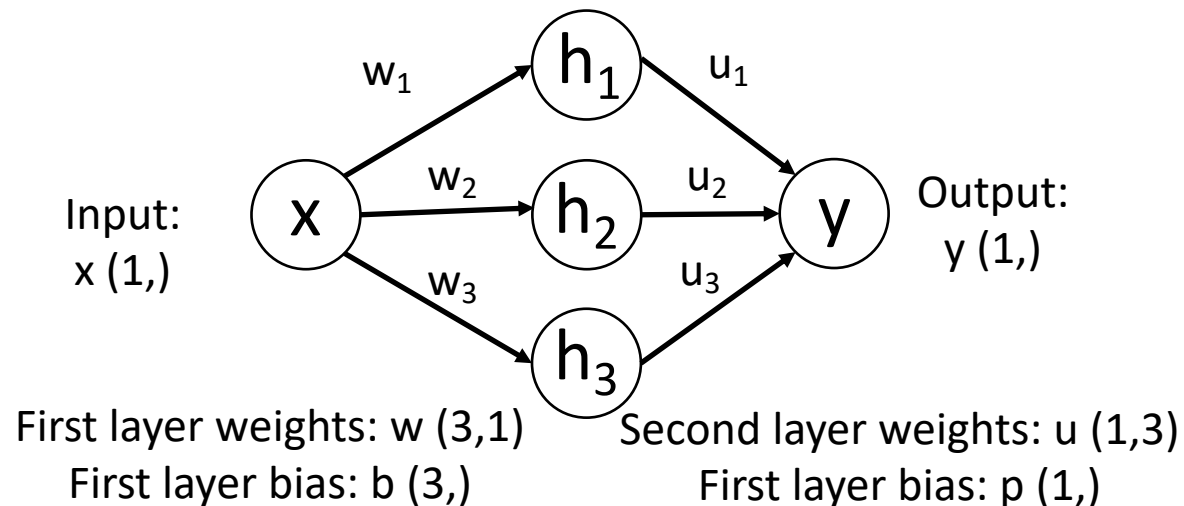 w₁
h₁
u₁
Input:
x (1,)
x
w₂
h₂
u₂
y
Output:
y (1,)
w₃
h₃
u₃
First layer weights: w (3,1)
First layer bias: b (3,)
Second layer weights: u (1,3)
First layer bias: p (1,)